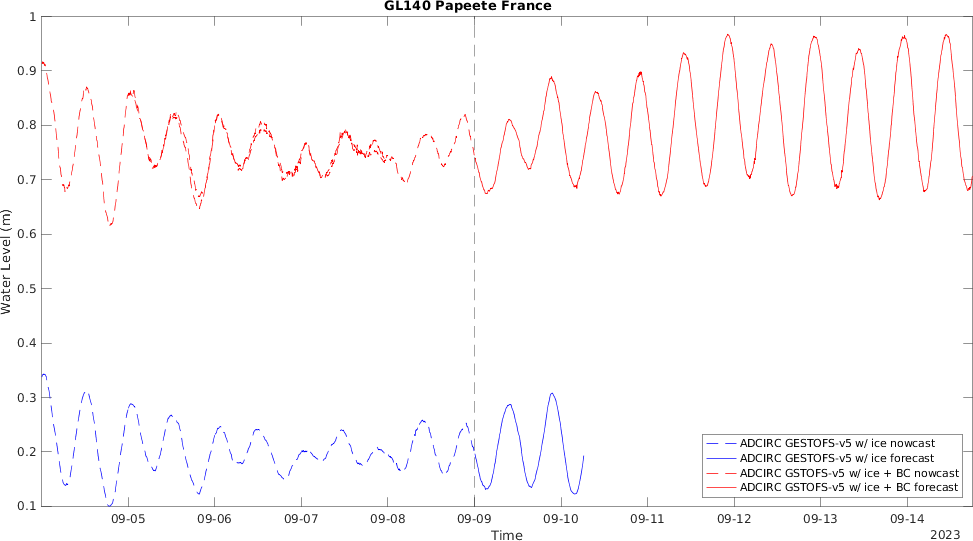 GL140 Papeete France
Water Level (m)
1
0.9
0.8
0.7
0.6
0.5
0.4
0.3
0.2
0.1
ADCIRC GESTOFS-v5 w/ ice nowcast
ADCIRC GESTOFS-v5 w/ ice forecast
ADCIRC GSTOFS-v5 w/ ice + BC nowcast
ADCIRC GSTOFS-v5 w/ ice + BC forecast
09-05 09-06 09-07 09-08 09-09 09-10 09-11 09-12 09-13 09-14
Time
2023